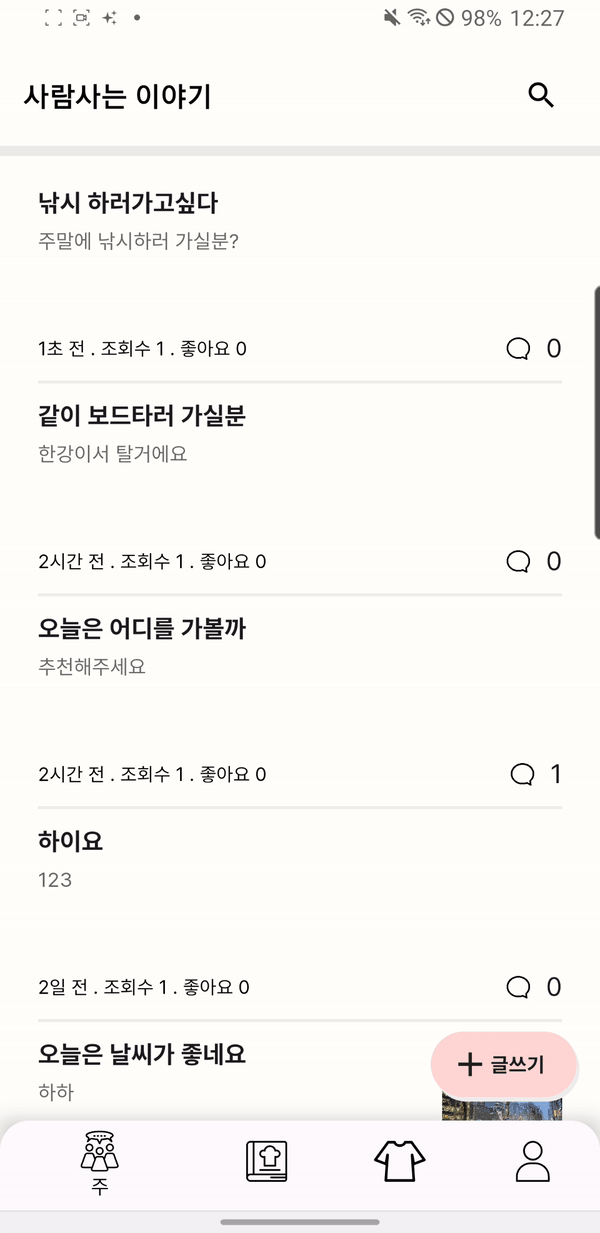 98% 12:27
사람사는 이야기
낚시 하러가고싶다
주말에 낚시하러 가실분?
1초 전 . 조회수 1 . 좋아요 0
0
같이 보드타러 가실분
한강이서 탈거에요
2시간 전 . 조회수 1 . 좋아요 0
0
오늘은 어디를 가볼까
추천해주세요
2시간 전 . 조회수 1 . 좋아요 0
1
하이요
123
2일 전 . 조회수 1 . 좋아요 0
0
오늘은 날씨가 좋네요
하하
글쓰기
주